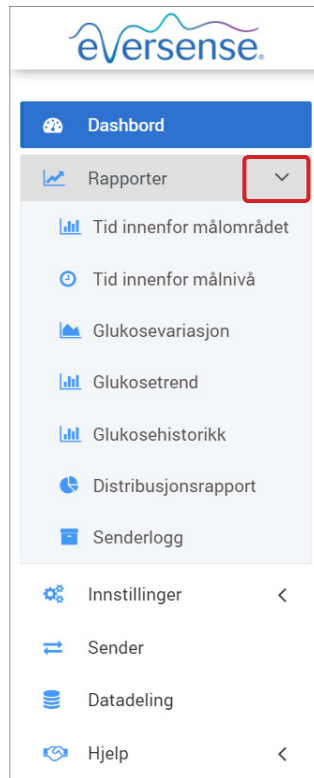 eversense.
Dashbord
Rapporter
Tid innenfor målområdet
Tid innenfor målnivå
Glukosevariasjon
Glukosetrend
Glukosehistorikk
Distribusjonsrapport
Senderlogg
Innstillinger
Sender
Datadeling
Hjelp